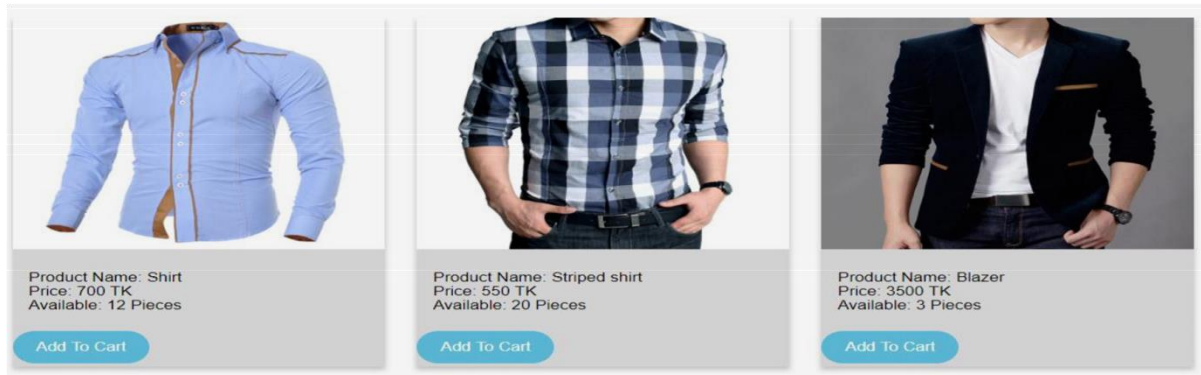 Product Name: Shirt
Price: 700 TK
Available: 12 Pieces
Add To Cart
Product Name: Striped shirt
Price: 550 TK
Available: 20 Pieces
Add To Cart
Product Name: Blazer
Price: 3500 TK
Available: 3 Pieces
Add To Cart